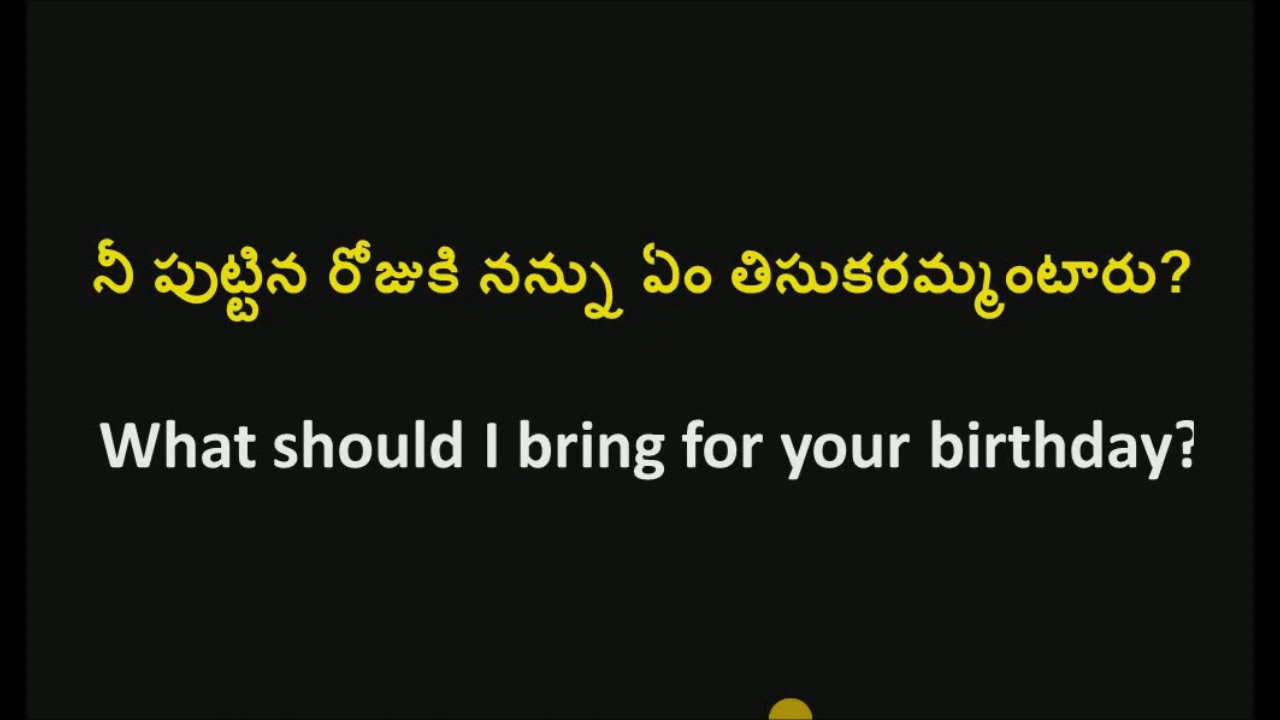 నీ పుట్టిన రోజుకి నన్ను ఏం తిసుకరమ్మంటారు?
What should I bring for your birthday?